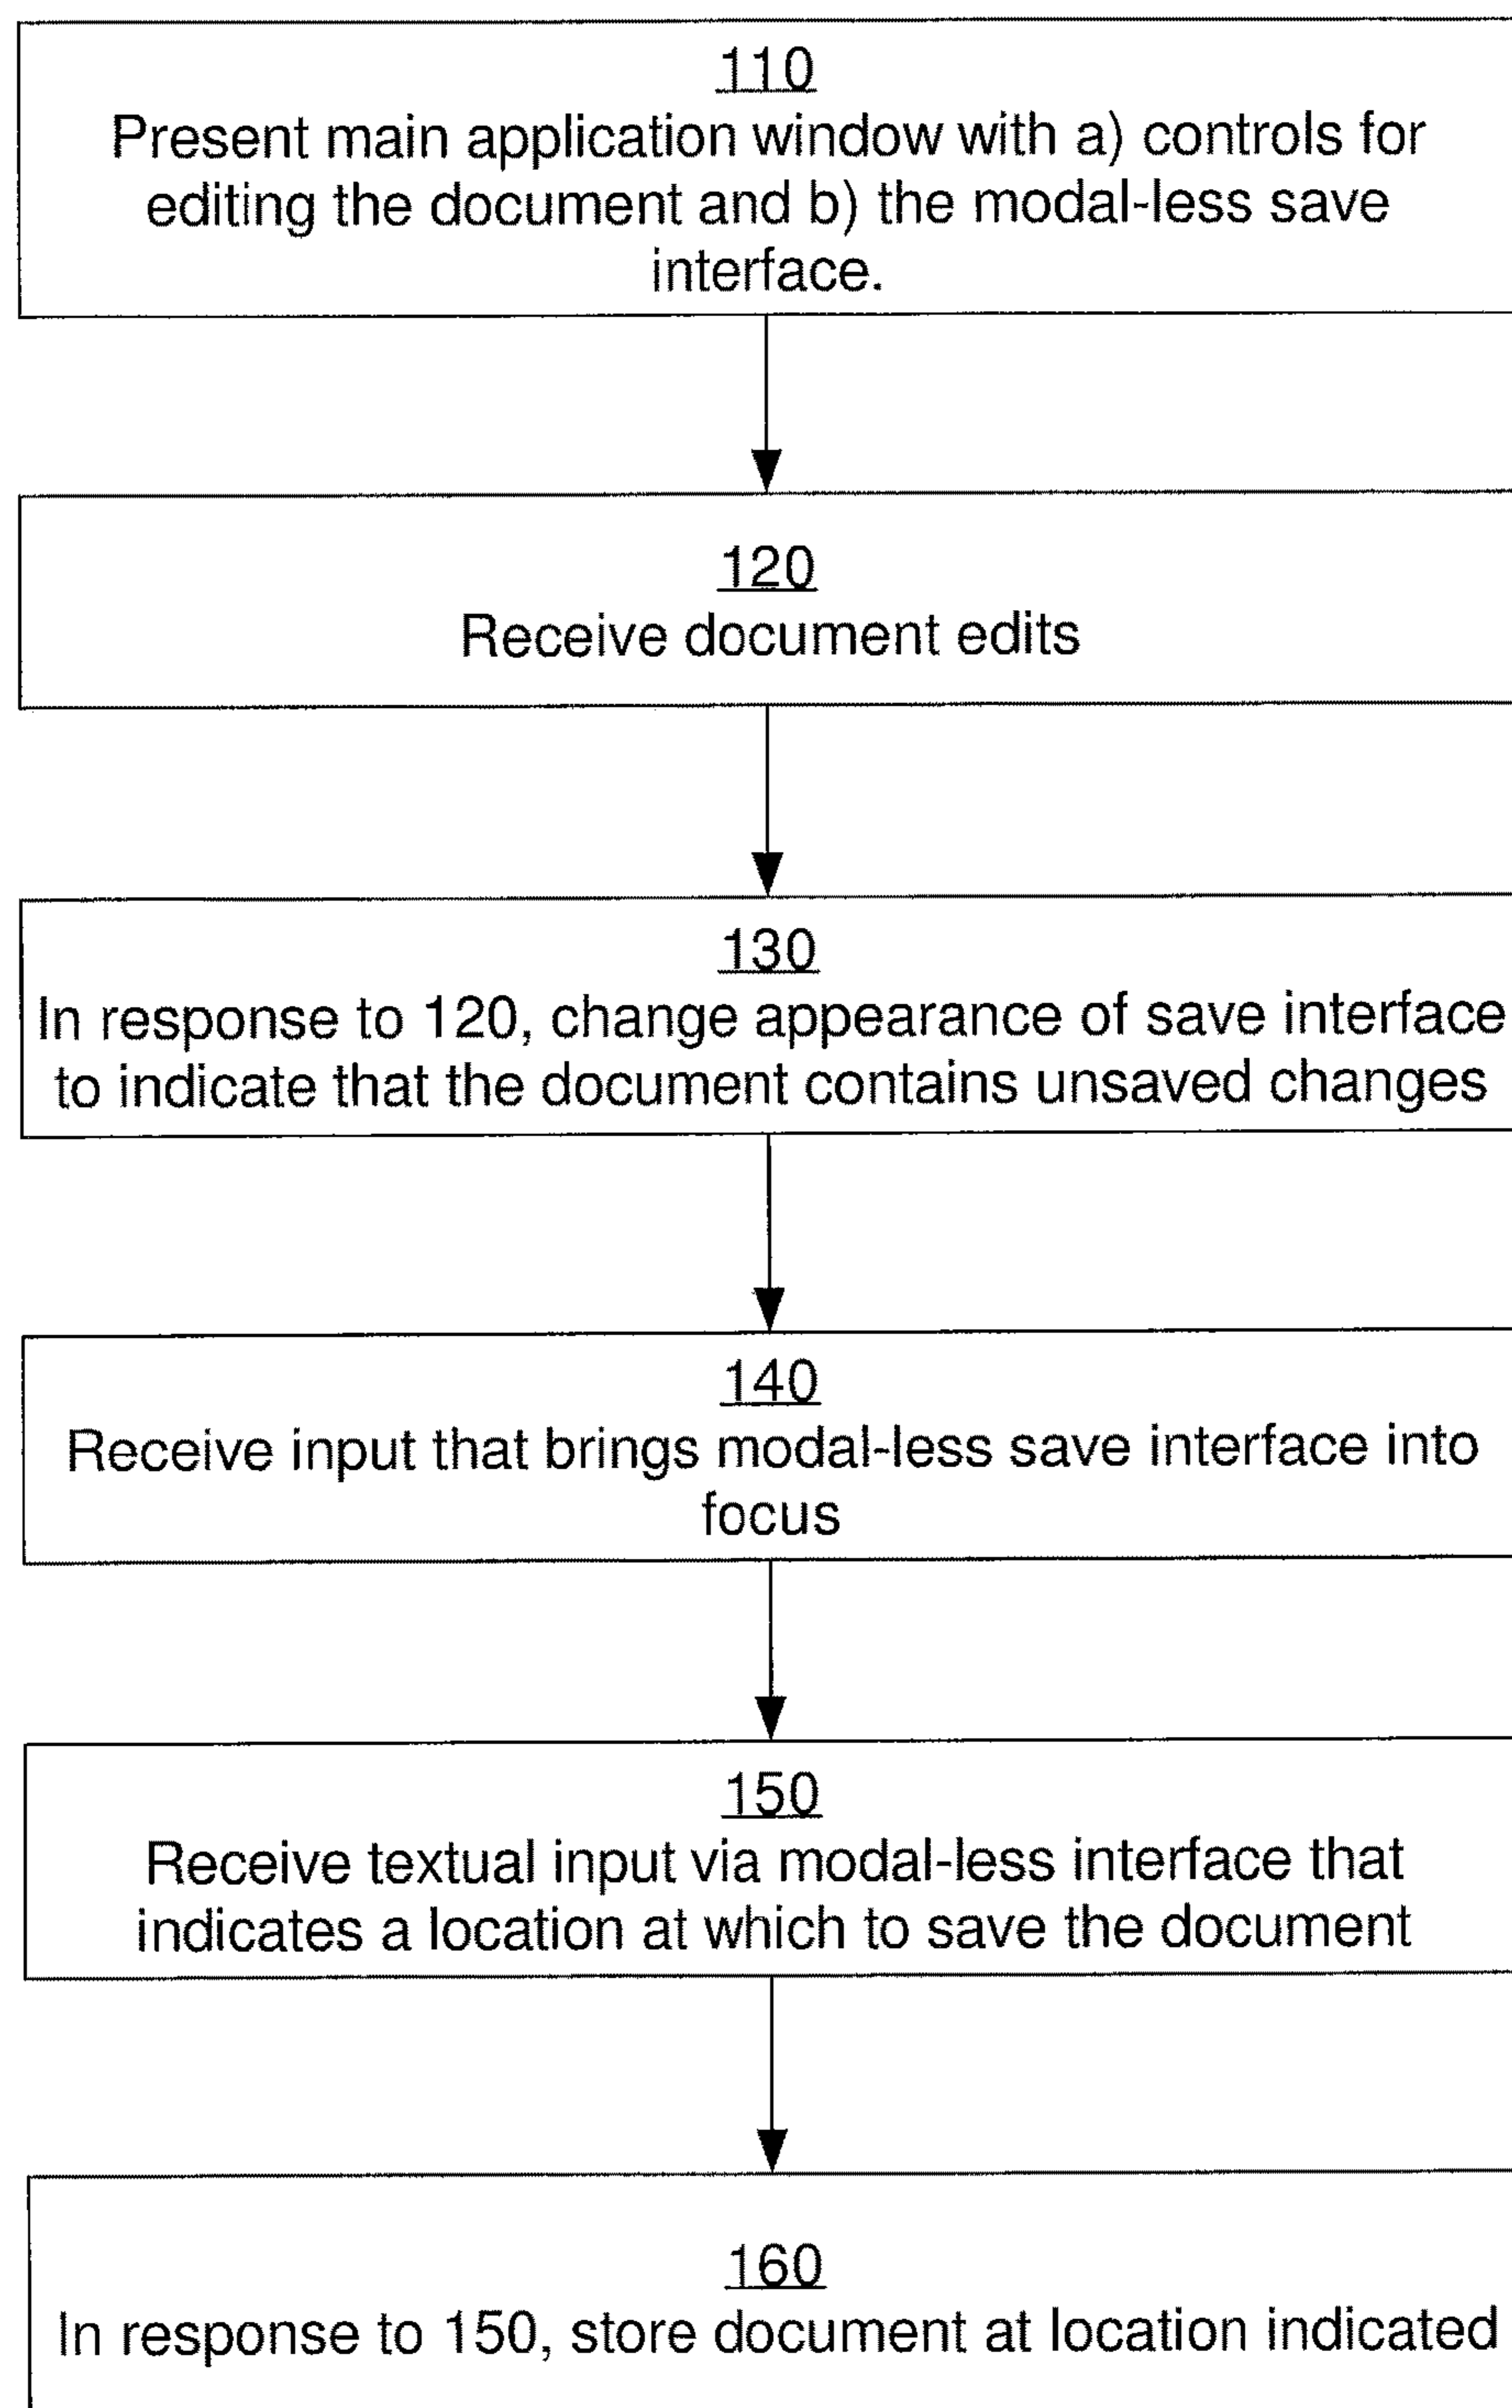 110
Present main application window with a) controls for
editing the document and b) the modal-less save
interface.
120
Receive document edits
130
In response to 120, change appearance of save interface
to indicate that the document contains unsaved changes
140
Receive input that brings modal-less save interface into
focus
150
Receive textual input via modal-less interface that
indicates a location at which to save the document
160
In response to 150, store document at location indicated